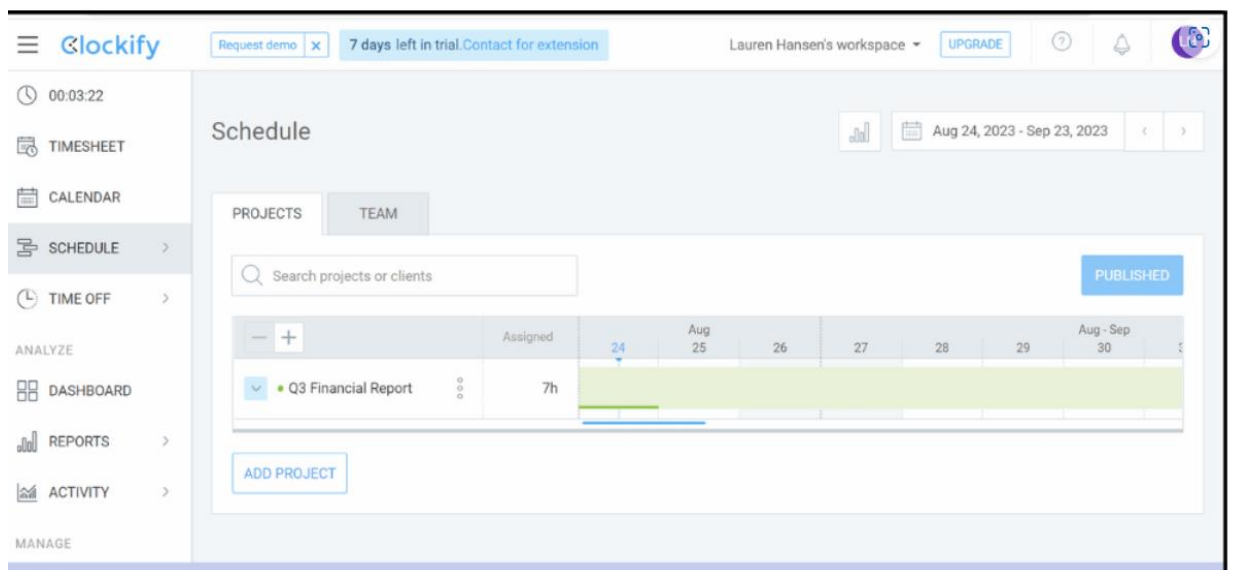 Clockify
Request demo x 7 days left in trial.Contact for extension
Lauren Hansen's workspace
UPGRADE
00:03:22
TIMESHEET
CALENDAR
SCHEDULE
TIME OFF
ANALYZE
DASHBOARD
REPORTS
ACTIVITY
MANAGE
Schedule
Aug 24, 2023 - Sep 23, 2023
PROJECTS TEAM
Search projects or clients
PUBLISHED
Assigned
Aug Aug - Sep
24 25 26 27 28 29 30
Q3 Financial Report 7h
ADD PROJECT